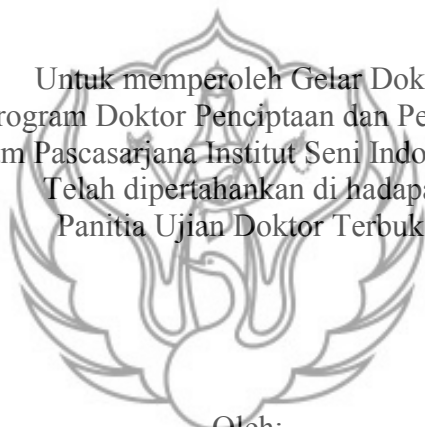 Untuk memperoleh Gelar Dok
rogram Doktor Penciptaan dan Pe
m Pascasarjana Institut Seni Indo
Telah dipertahankan di hadapa
Panitia Ujian Doktor Terbuk
Oleh: